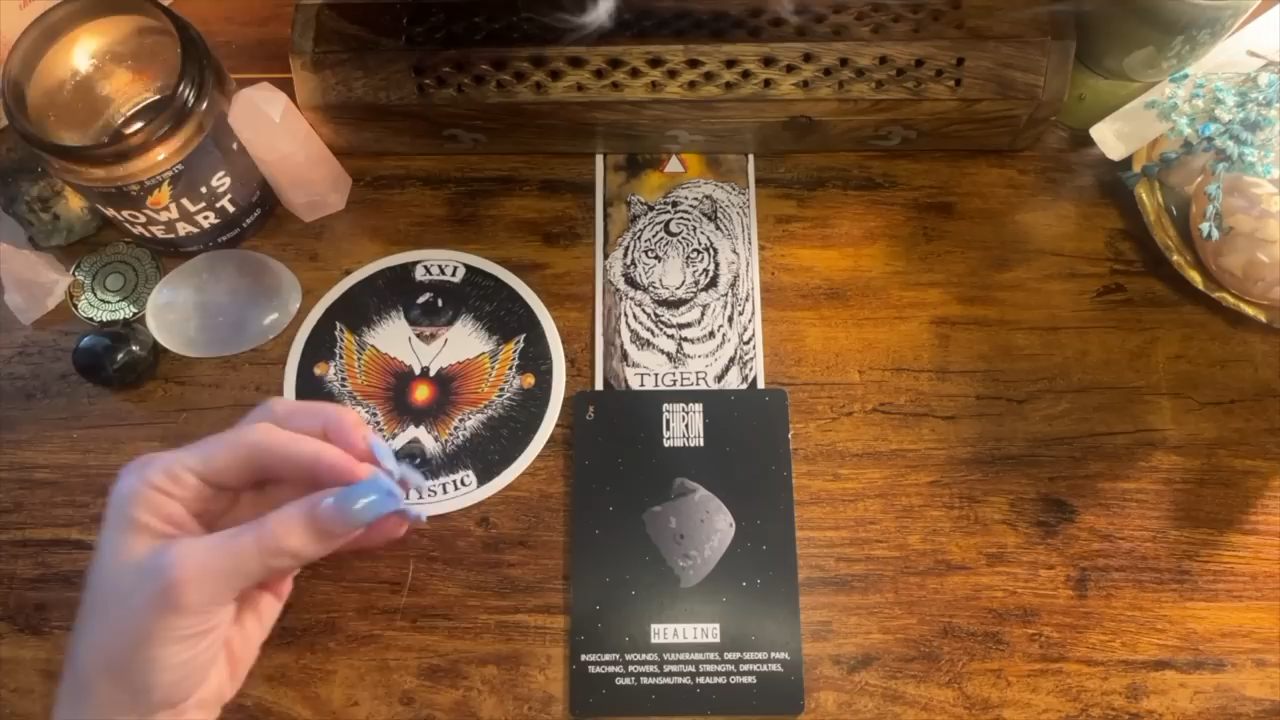 HOWL'S
HEART
XXI
TIGER
CHIRON
HEALING
INSECURITY, WOUNDS, VULNERABILITIES, DEEP-SEEDED PAIN,
TEACHING, POWERS, SPIRITUAL STRENGTH, DIFFICULTIES,
GUILT, TRANSMUTING, HEALING OTHERS